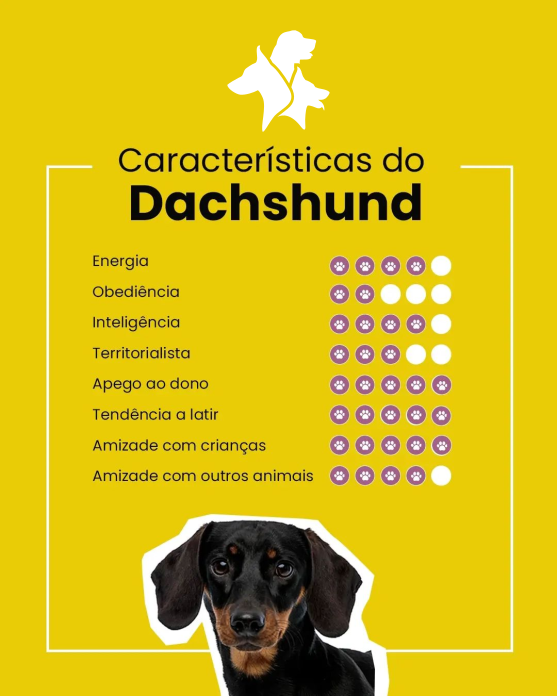 Características do
Dachshund
Energia
Obediência
Inteligência
Territorialista
Apego ao dono
Tendência a latir
Amizade com crianças
Amizade com outros animais